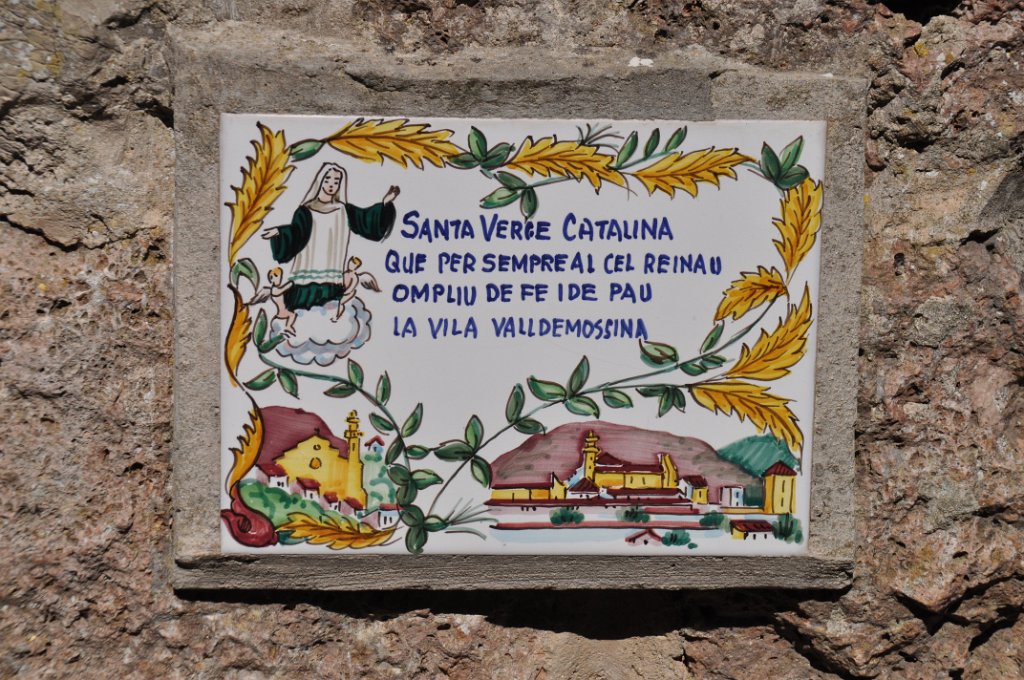 SANTA VERGE CATALINA
QUE PER SEMPRE AL CEL REINAU
OMPLIU DE FE I DE PAU
LA VILA VALLDEMOSSINA